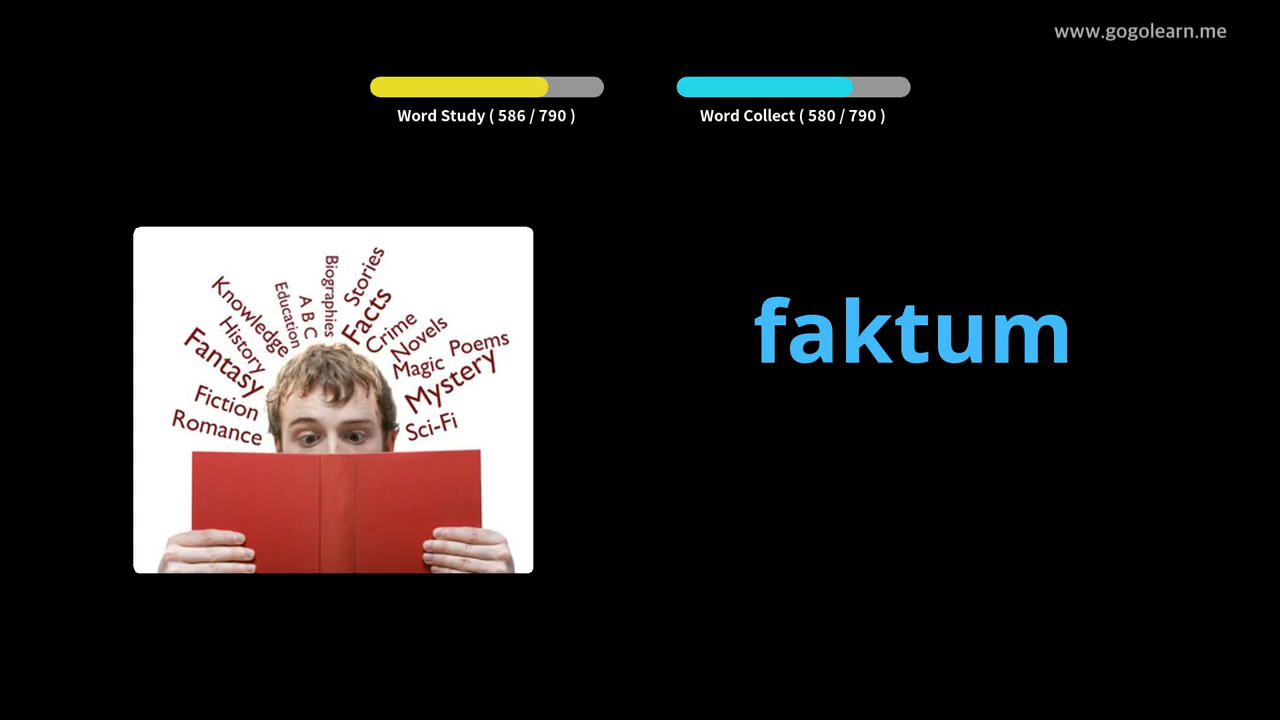 www.gogolearn.me
Word Study ( 586 / 790 )
Word Collect ( 580 / 790 )
Biographies
Stories
Education
A B C
Facts
Knowledge
History
Crime
Novels
Poems
Fantasy
Magic
Mystery
Fiction
Romance
Sci-Fi
faktum